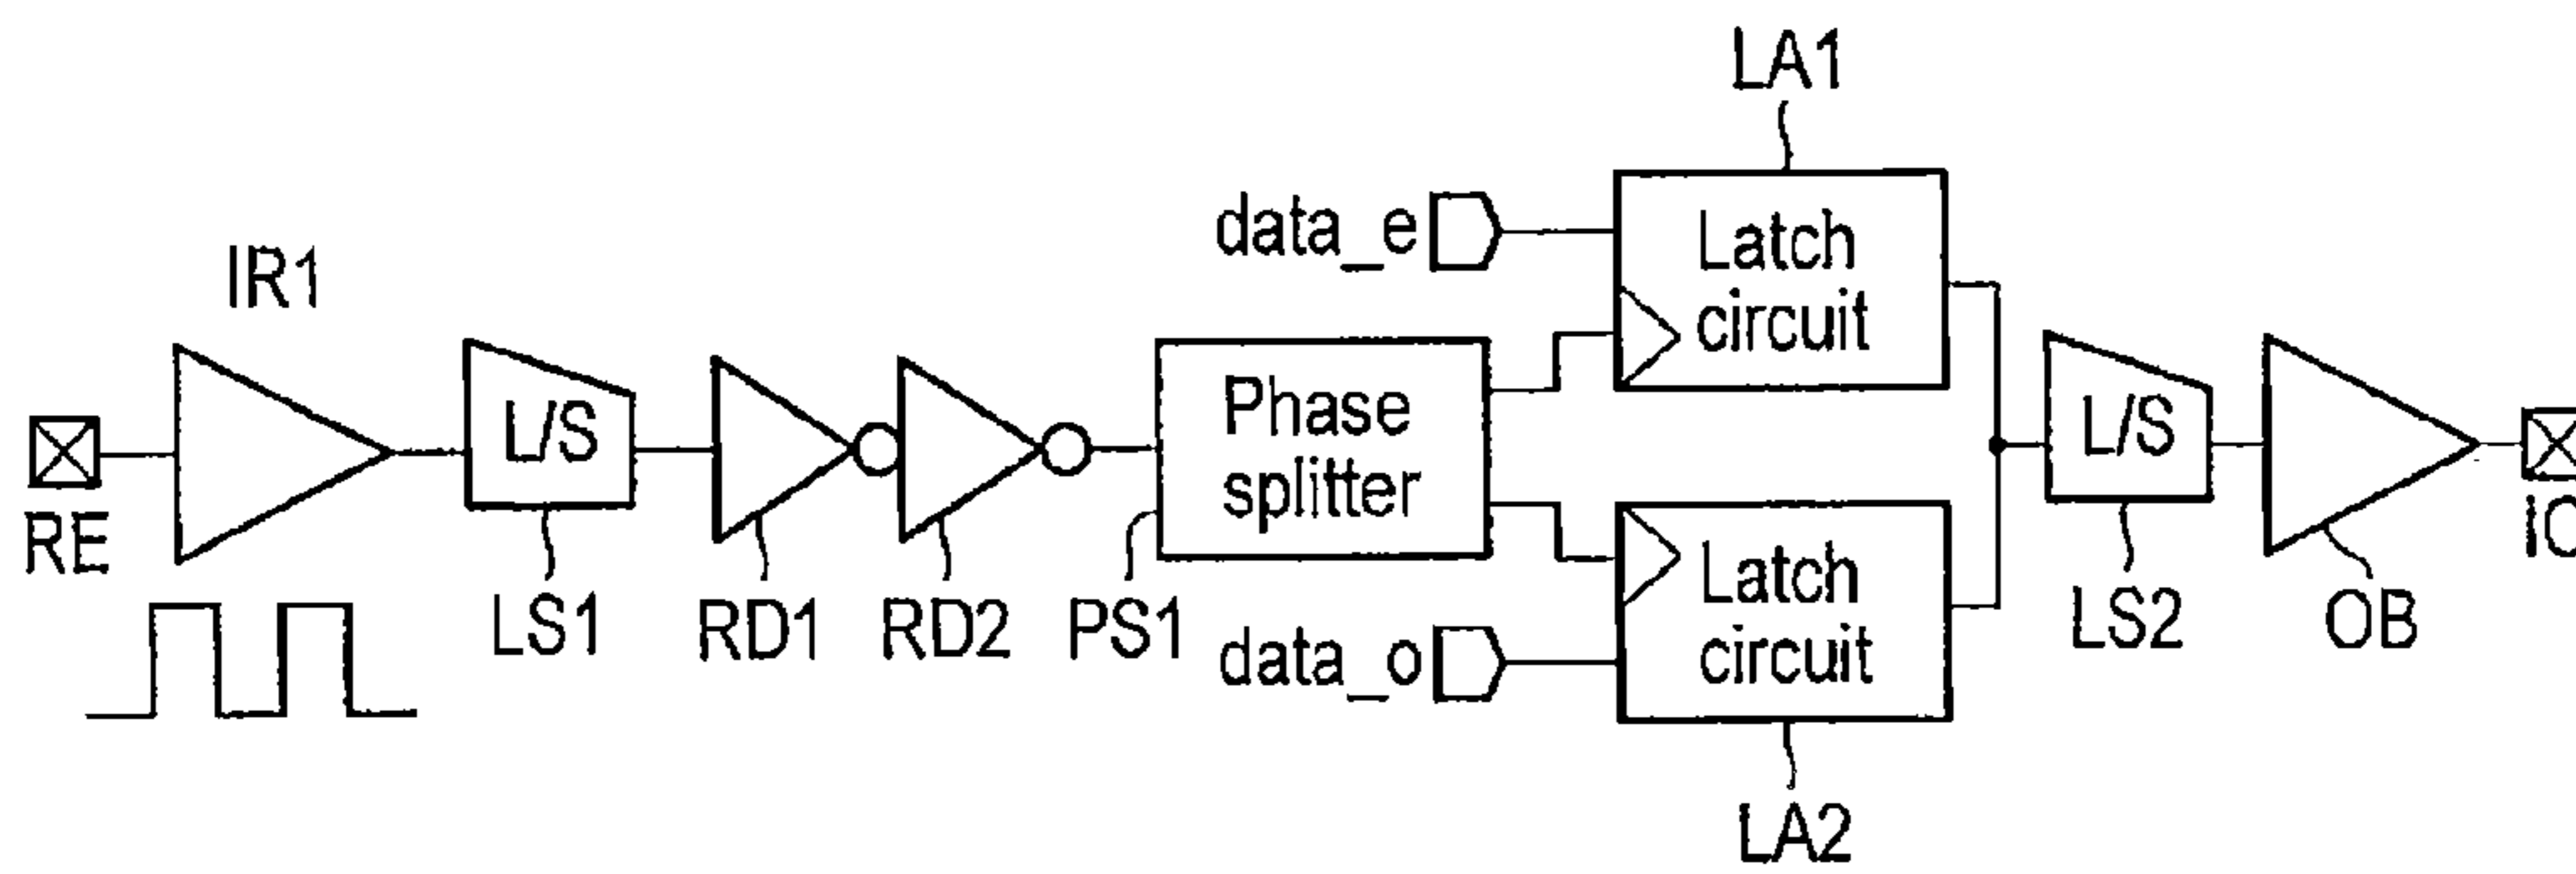 LA1
data_e
Latch
circuit
IR1
L/S
Phase
splitter
L/S
RE
LS1
RD1
RD2
PS1
data_o
Latch
circuit
LS2
OB
LA2